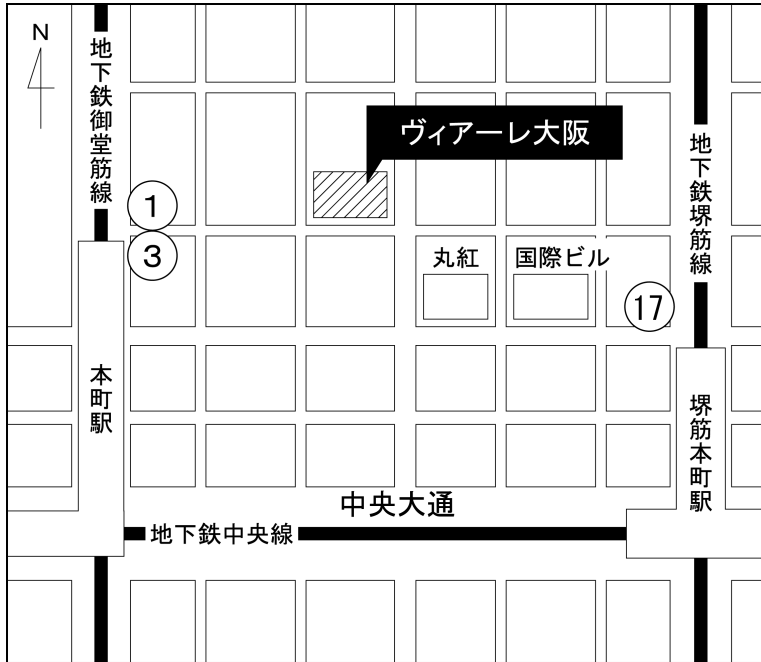 N
地下鉄御堂筋線
ヴィアーレ大阪
地下鉄堺筋線
1
3
丸紅
国際ビル
17
本町駅
堺筋本町駅
中央大通
地下鉄中央線